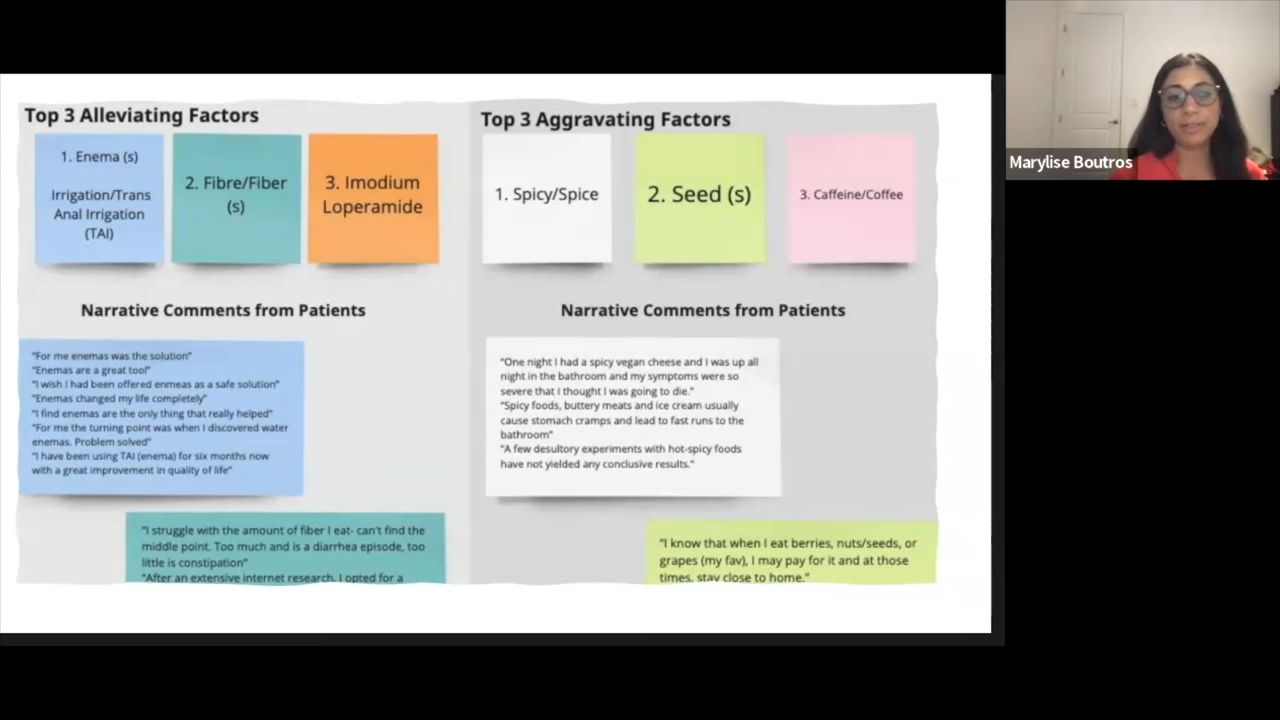 Top 3 Alleviating Factors
1. Enema (s)
Irrigation/Trans
Anal Irrigation
(TAI)
2. Fibre/Fiber
(s)
3. Imodium
Loperamide
Narrative Comments from Patients
"For me enemas was the solution"
"Enemas are a great tool"
"I wish I had been offered enmeas as a safe solution"
"Enemas changed my life completely"
"I find enemas are the only thing that really helped"
"For me the turning point was when I discovered water
enemas. Problem solved"
"I have been using TAI (enema) for six months now
with a great improvement in quality of life"
"I struggle with the amount of fiber I eat- can't find the
middle point. Too much and is a diarrhea episode, too
little is constipation"
"After an extensive internet research, I opted for a
Top 3 Aggravating Factors
1. Spicy/Spice
2. Seed (s)
3. Caffeine/Coffee
Narrative Comments from Patients
"One night I had a spicy vegan cheese and I was up all
night in the bathroom and my symptoms were so
severe that I thought I was going to die."
"Spicy foods, buttery meats and ice cream usually
cause stomach cramps and lead to fast runs to the
bathroom"
"A few desultory experiments with hot-spicy foods
have not yielded any conclusive results."
"I know that when I eat berries, nuts/seeds, or
grapes (my fav), I may pay for it and at those
times, stay close to home."
Marylise Boutros